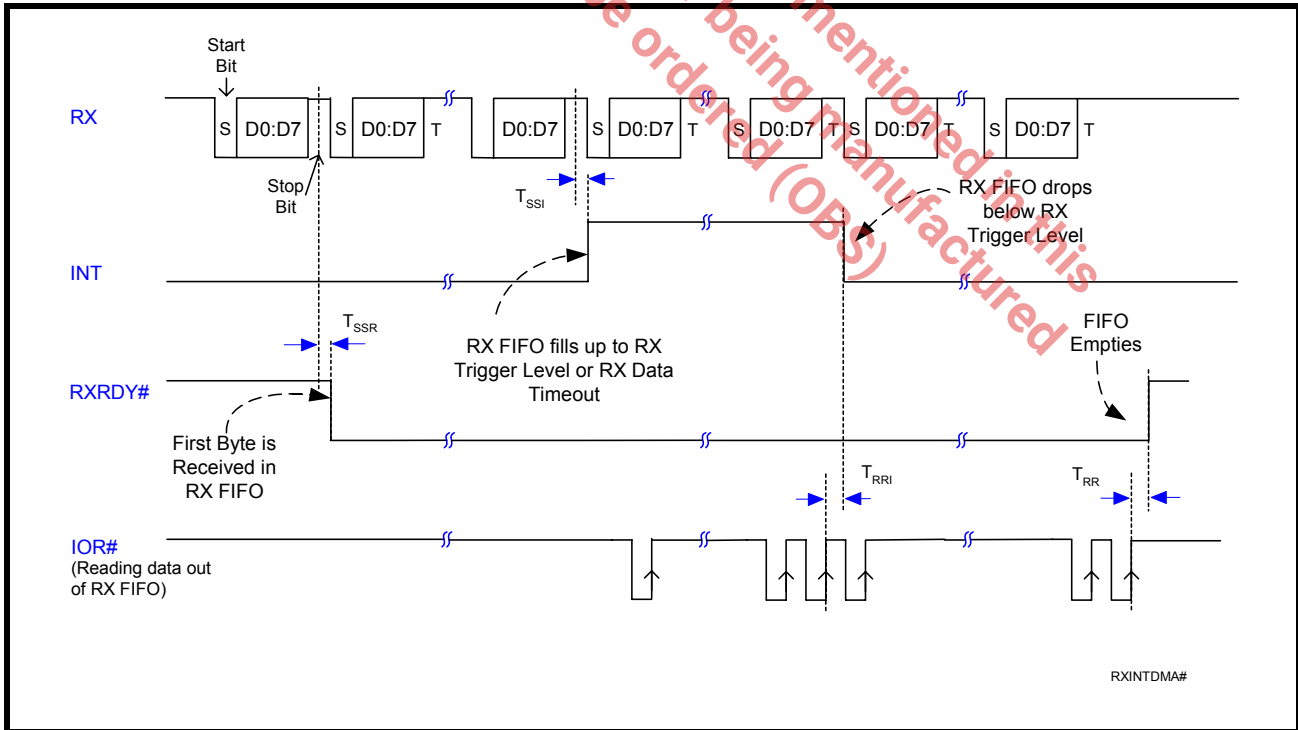 mentioned in this
being manufactured
be ordered (OBS)
Start
Bit
RX
S D0:D7 S D0:D7 T D0:D7 S D0:D7 T S D0:D7 T S D0:D7 T S D0:D7 T
Stop
Bit
TSSI
RX FIFO drops
below RX
Trigger Level
INT
TSSR
RX FIFO fills up to RX
Trigger Level or RX Data
Timeout
FIFO
Empties
RXRDY#
First Byte is
Received in
RX FIFO
TRRI
TRR
IOR#
(Reading data out
of RX FIFO)
RXINTDMA#